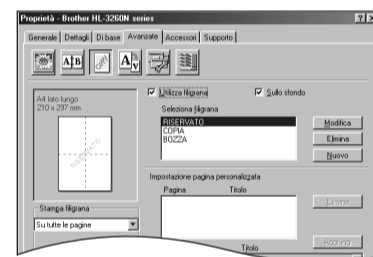 Proprietà - Brother HL-3260N series
Generale Dettagli Di base Avanzate Accessori Supporto
A4 lato lungo
210 x 297 mm
RISERVATO
Stampa filigrana
Su tutte le pagine
Utilizza filigrana Sullo sfondo
Seleziona filigrana
RISERVATO
COPIA
BOZZA
Modifica
Elimina
Nuovo
Impostazione pagina personalizzata
Pagina Titolo
Elimina
Aggiungi
Titolo